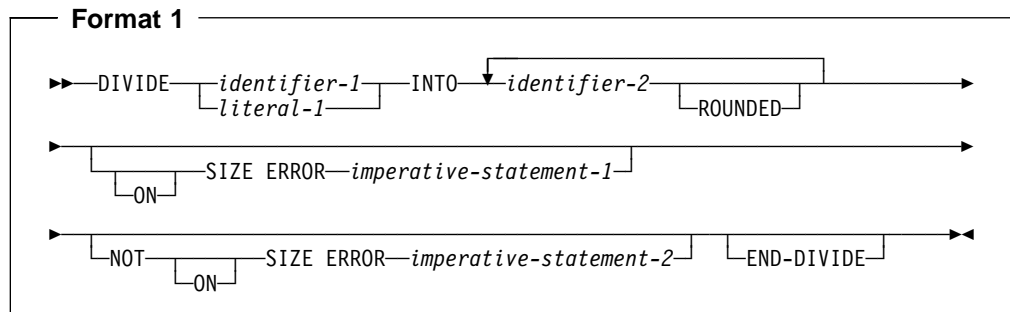 Format 1
DIVIDE identifier-1 INTO identifier-2
literal-1 ROUNDED
SIZE ERROR imperative-statement-1
ON
NOT SIZE ERROR imperative-statement-2 END-DIVIDE
ON